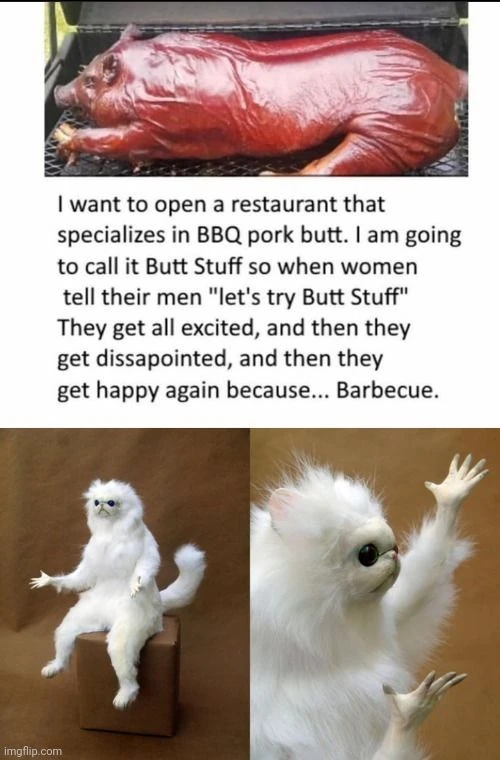 I want to open a restaurant that
specializes in BBQ pork butt. I am going
to call it Butt Stuff so when women
tell their men "let's try Butt Stuff"
They get all excited, and then they
get dissapointed, and then they
get happy again because... Barbecue.
imgflip.com